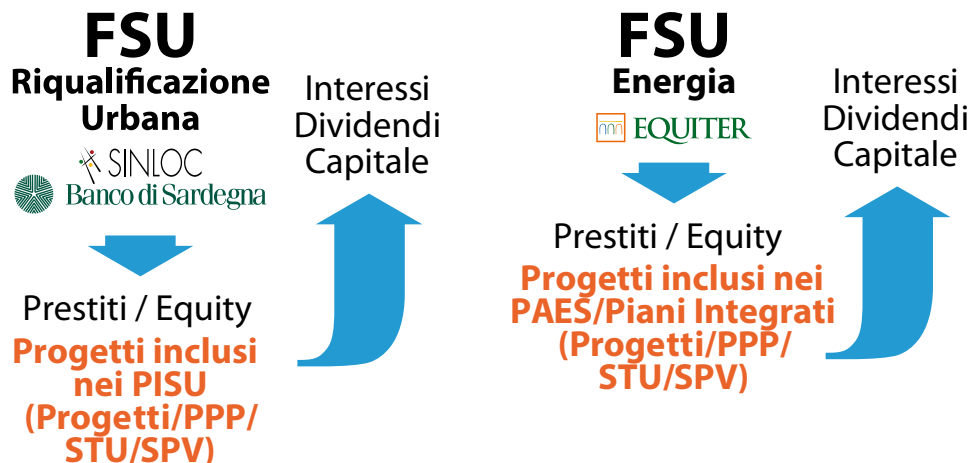 FSU
Riqualificazione
Urbana
SINLOC
Banco di Sardegna
Prestiti / Equity
Progetti inclusi
nei PISU
(Progetti/PPP/
STU/SPV)
Interessi
Dividendi
Capitale
FSU
Energia
EQUITER
Prestiti / Equity
Progetti inclusi nei
PAES/Piani Integrati
(Progetti/PPP/
STU/SPV)
Interessi
Dividendi
Capitale